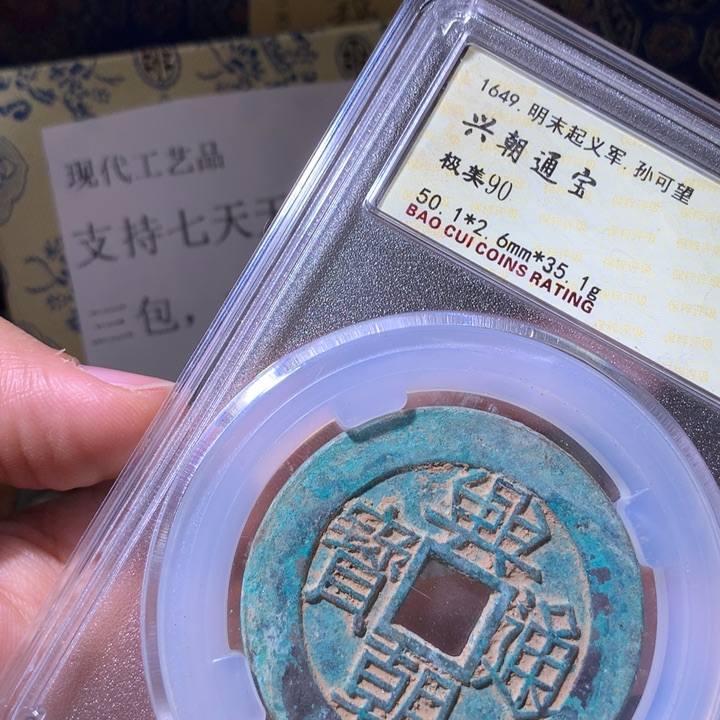 现代工艺品
支持七天无
三包，
1649.明末起义军.孙可望
兴朝通宝
极美90
50.1*2.6mm*35.1g
BAO CUI COINS RATING
興朝通寶